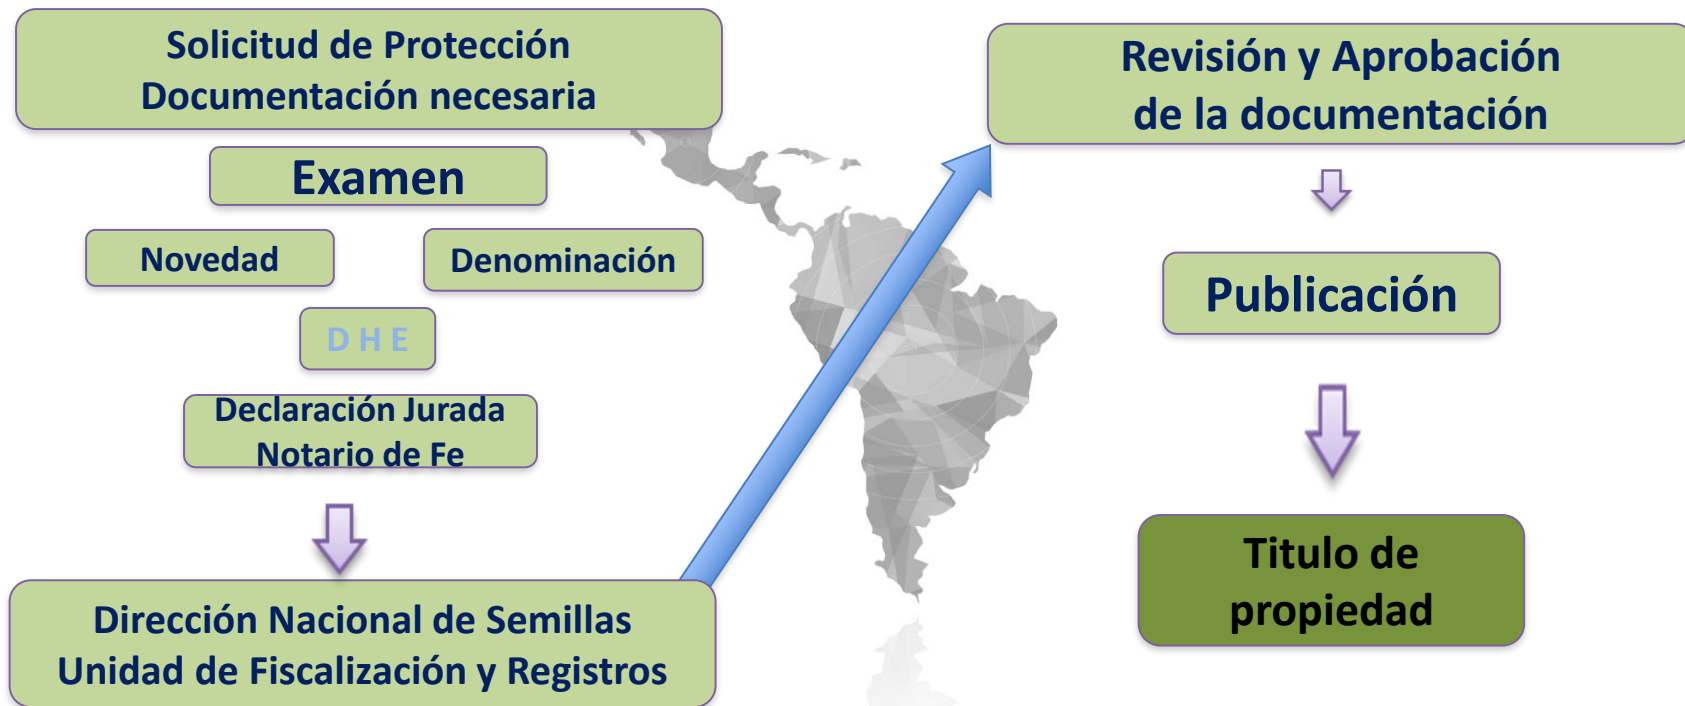 Solicitud de Protección
Documentación necesaria
Examen
Novedad
Denominación
D H E
Declaración Jurada
Notario de Fe
Dirección Nacional de Semillas
Unidad de Fiscalización y Registros
Revisión y Aprobación
de la documentación
Publicación
Titulo de
propiedad